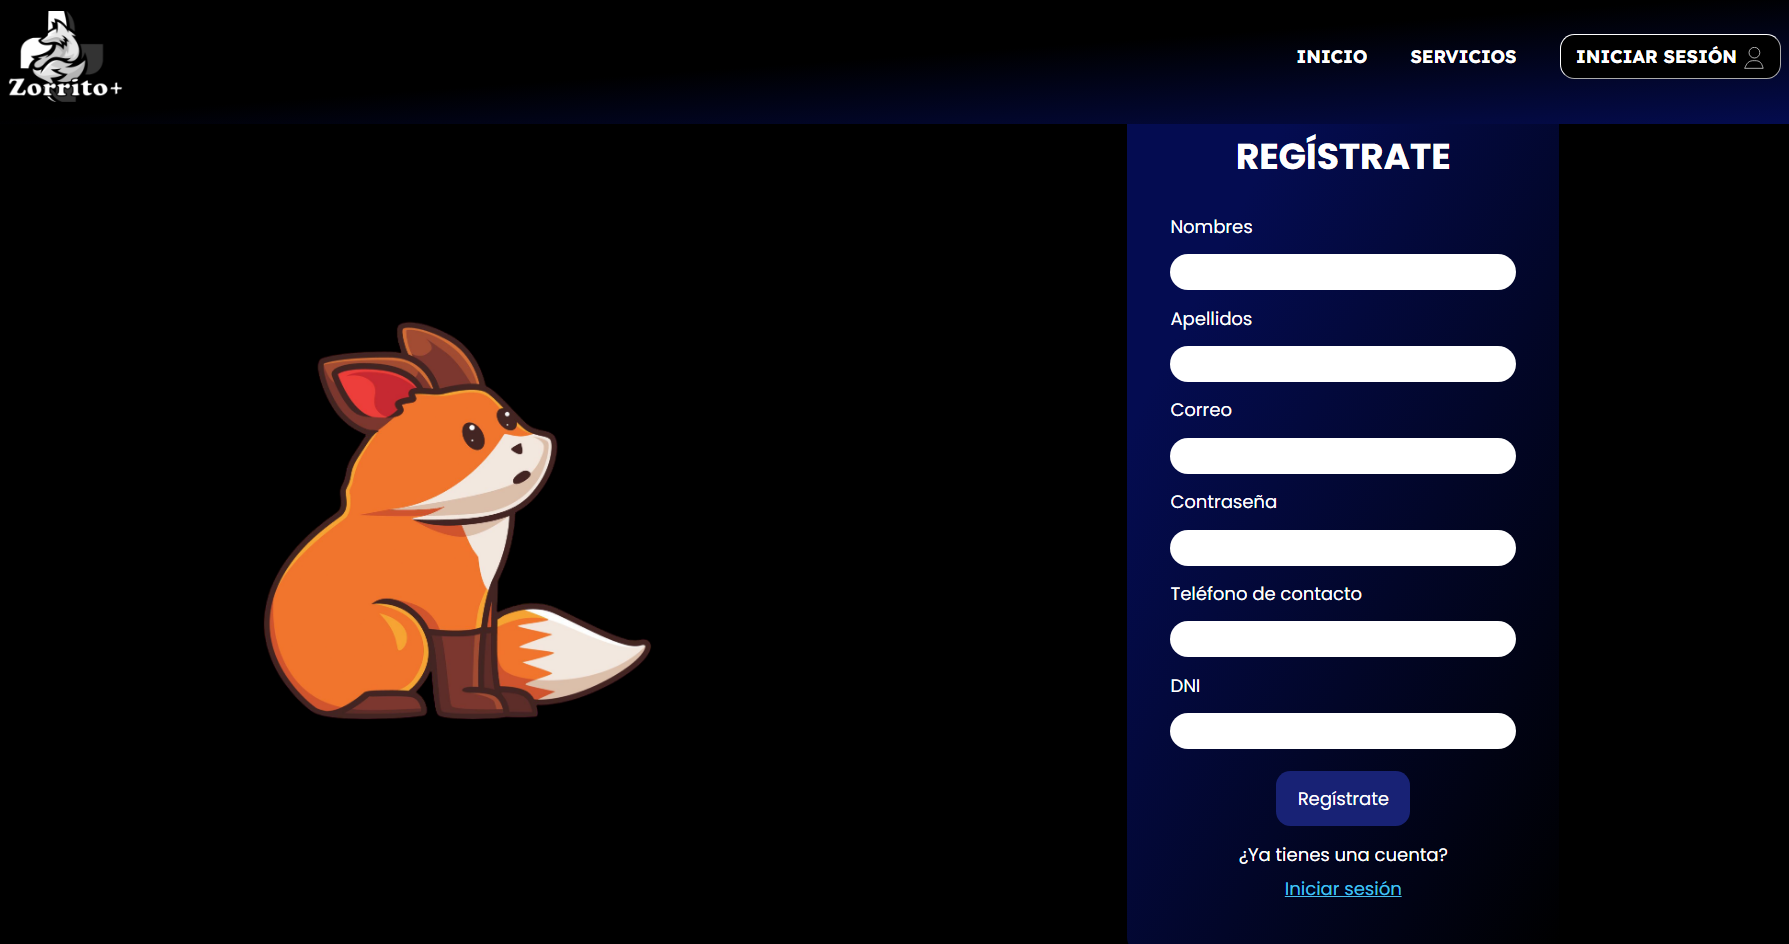 Zorrito+
INICIO
SERVICIOS
INICIAR SESIÓN
REGÍSTRATE
Nombres
Apellidos
Correo
Contraseña
Teléfono de contacto
DNI
Regístrate
¿Ya tienes una cuenta?
Iniciar sesión